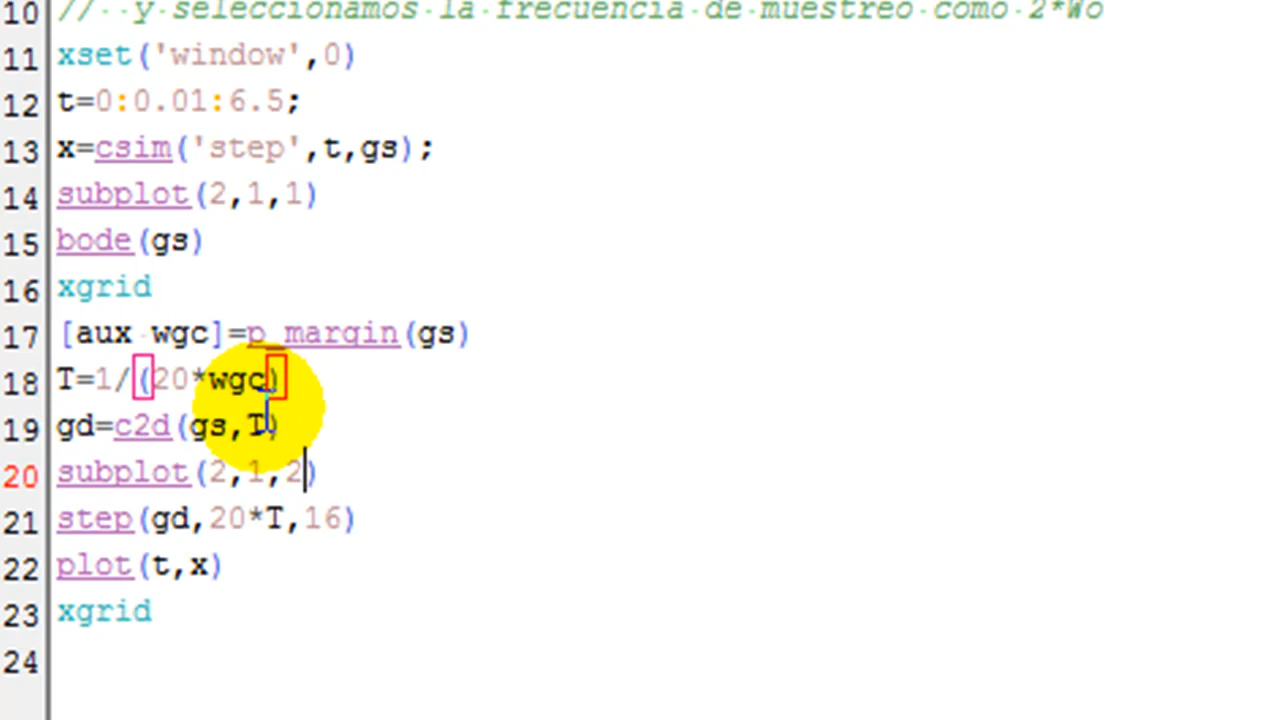 10 // y seleccionamos la frecuencia de muestreo como 2*Wo
11 xset('window',0)
12 t=0:0.01:6.5;
13 x=csim('step',t,gs);
14 subplot(2,1,1)
15 bode(gs)
16 xgrid
17 [aux wgc]=p_margin(gs)
18 T=1/(20*wgc)
19 gd=c2d(gs,T)
20 subplot(2,1,2)
21 step(gd,20*T,16)
22 plot(t,x)
23 xgrid
24